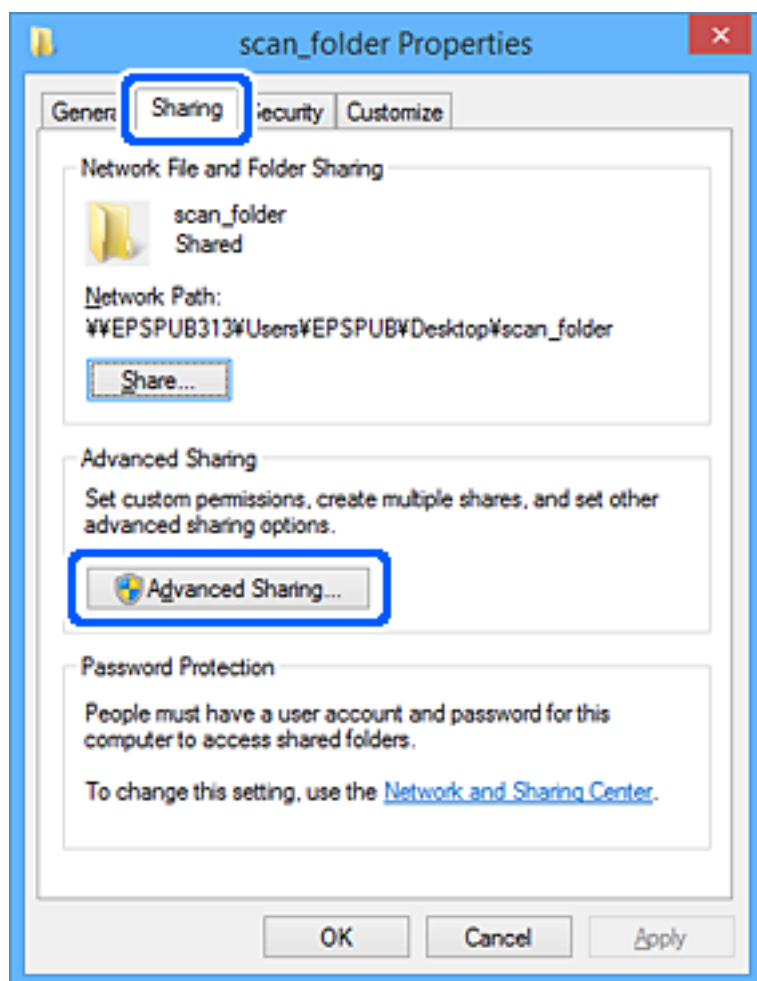 scan_folder Properties
General Sharing Security Customize
Network File and Folder Sharing
scan_folder
Shared
Network Path:
¥¥EPSPUB313¥Users¥EPSPUB¥Desktop¥scan_folder
Share...
Advanced Sharing
Set custom permissions, create multiple shares, and set other
advanced sharing options.
Advanced Sharing...
Password Protection
People must have a user account and password for this
computer to access shared folders.
To change this setting, use the Network and Sharing Center.
OK Cancel Apply